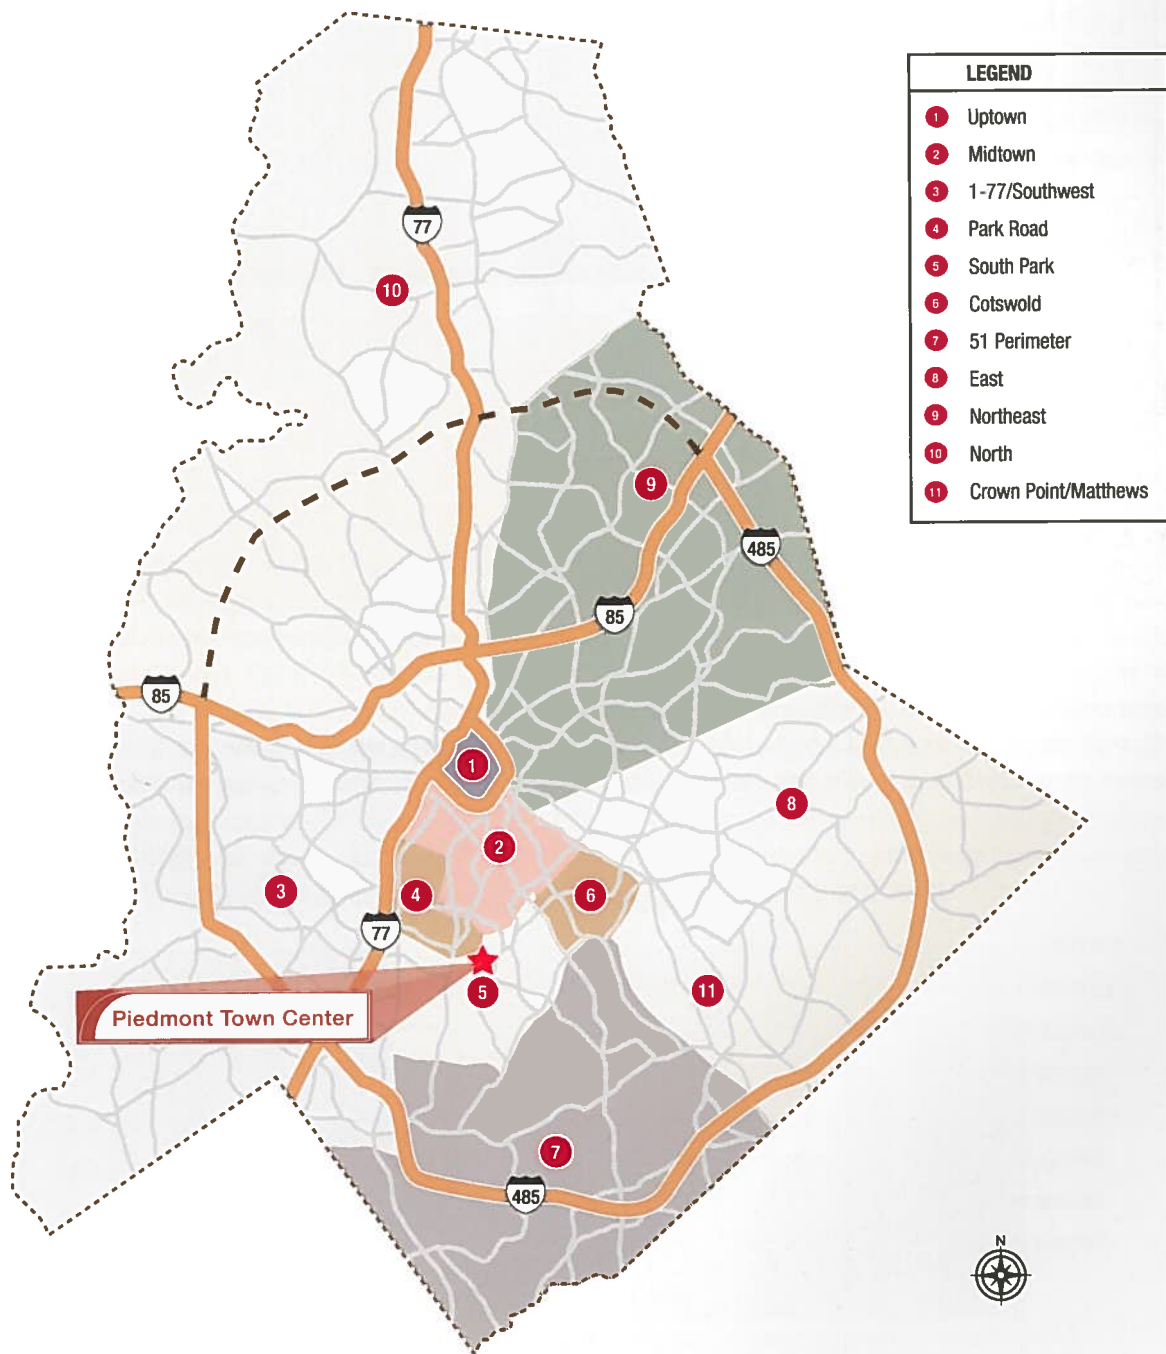 LEGEND
1 Uptown
2 Midtown
3 1-77/Southwest
4 Park Road
5 South Park
6 Cotswold
7 51 Perimeter
8 East
9 Northeast
10 North
11 Crown Point/Matthews
77
10
9
485
85
85
1
8
2
3
4
6
77
5
11
Piedmont Town Center
7
485
N